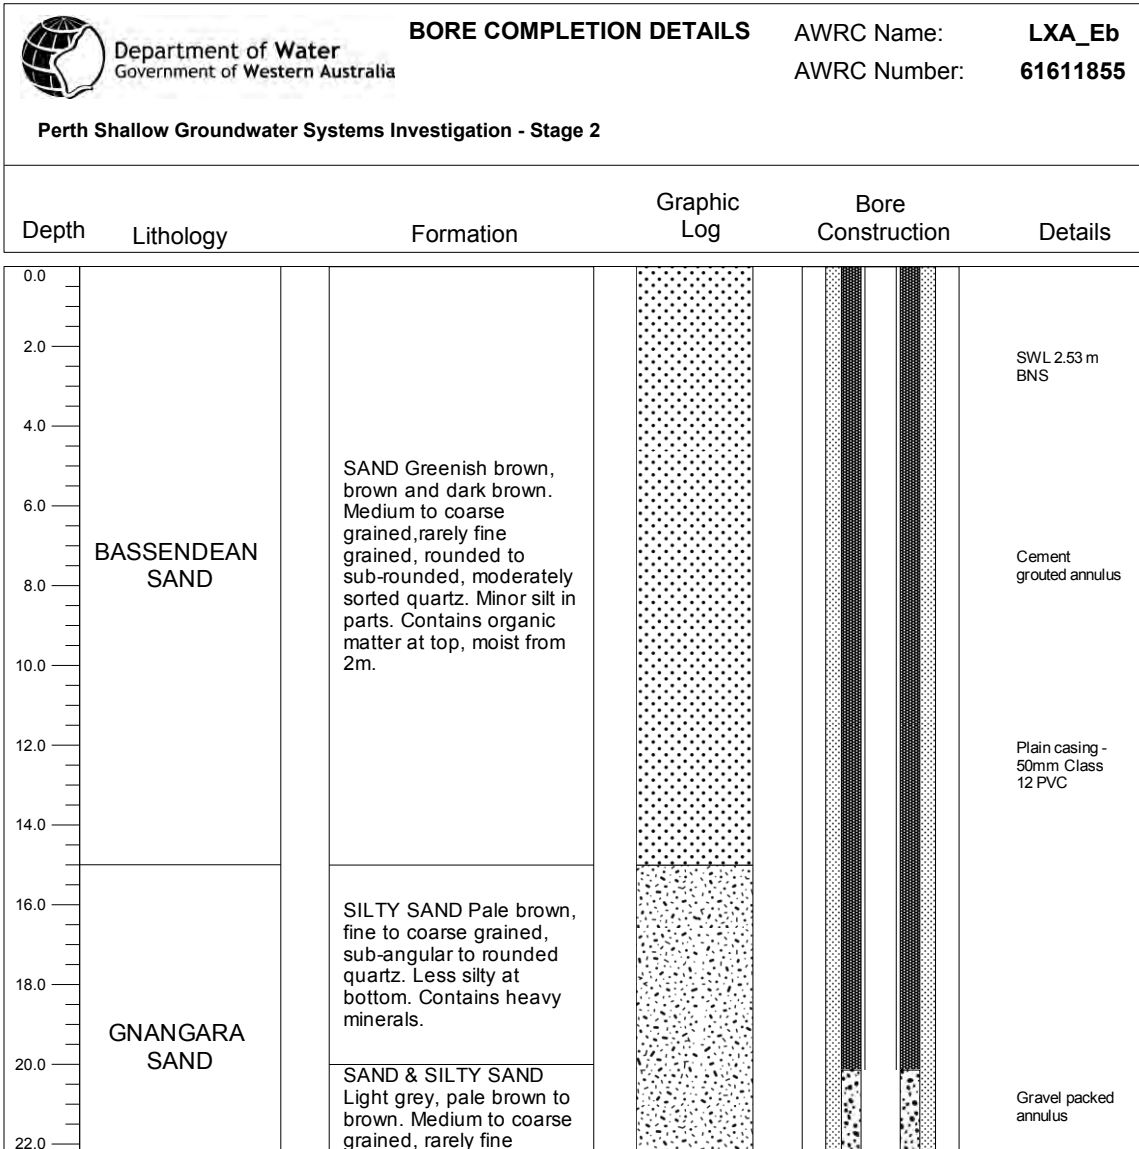 Department of Water
Government of Western Australia
BORE COMPLETION DETAILS
AWRC Name: LXA_Eb
AWRC Number: 61611855
Perth Shallow Groundwater Systems Investigation - Stage 2
Depth
Lithology
Formation
Graphic
Log
Bore
Construction
Details
0.0
2.0
SWL 2.53 m
BNS
4.0
6.0
8.0
BASSENDEAN
SAND
SAND Greenish brown,
brown and dark brown.
Medium to coarse
grained,rarely fine
grained, rounded to
sub-rounded, moderately
sorted quartz. Minor silt in
parts. Contains organic
matter at top, moist from
2m.
Cement
grouted annulus
10.0
12.0
Plain casing -
50mm Class
12 PVC
14.0
16.0
SILTY SAND Pale brown,
fine to coarse grained,
sub-angular to rounded
quartz. Less silty at
bottom. Contains heavy
minerals.
18.0
GNANGARA
SAND
20.0
SAND & SILTY SAND
Light grey, pale brown to
brown. Medium to coarse
grained, rarely fine
Gravel packed
annulus
22.0